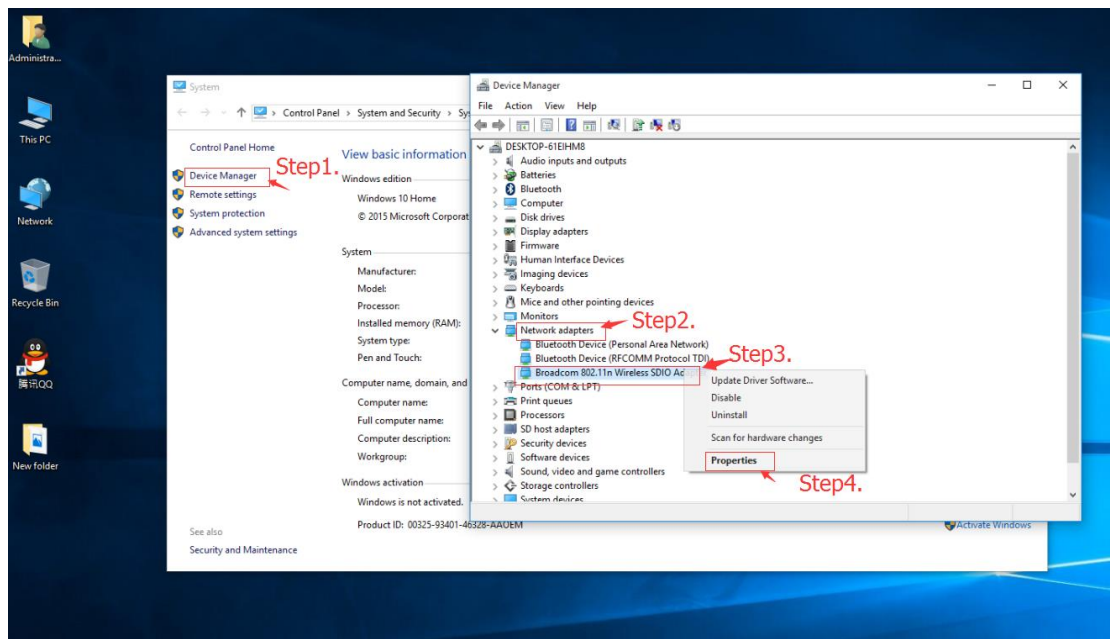 Administra...
This PC
Network
Recycle Bin
腾讯QQ
New folder
System
Control Panel > System and Security >
Control Panel Home
Device Manager
Remote settings
System protection
Advanced system settings
See also
Security and Maintenance
Step1.
View basic information
Windows edition
Windows 10 Home
© 2015 Microsoft Corporat
System
Manufacturer:
Model:
Processor:
Installed memory (RAM):
System type:
Pen and Touch:
Computer name, domain, and
Computer name:
Full computer name:
Computer description:
Workgroup:
Windows activation
Windows is not activated.
Product ID: 00325-93401-46328-AAOEM
Activate Windows
Device Manager
File Action View Help
DESKTOP-61EIHM8
Audio inputs and outputs
Batteries
Bluetooth
Computer
Disk drives
Display adapters
Firmware
Human Interface Devices
Imaging devices
Keyboards
Mice and other pointing devices
Monitors
Network adapters
Step2.
Bluetooth Device (Personal Area Network)
Bluetooth Device (RFCOMM Protocol TDI)
Step3.
Broadcom 802.11n Wireless SDIO
Ports (COM & LPT)
Print queues
Processors
SD host adapters
Security devices
Software devices
Sound, video and game controllers
Storage controllers
System devices
Update Driver Software...
Disable
Uninstall
Scan for hardware changes
Properties
Step4.